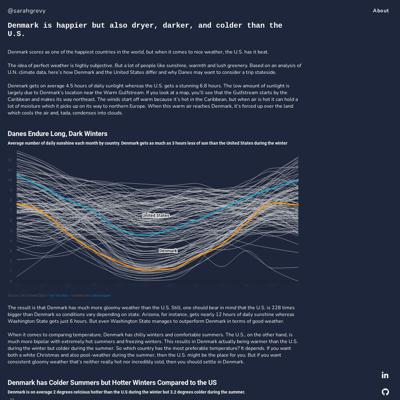 @sarahgrevy
About
Denmark is happier but also dryer, darker, and colder than the
U.S.
Denmark scores as one of the happiest countries in the world, but when it comes to nice weather, the U.S. has it beat.
The idea of perfect weather is highly subjective. But a lot of people like sunshine, warmth and lush greenery. Based on an analysis of
U.N. climate data, here's how Denmark and the United States differ and why Danes may want to consider a trip stateside.
Denmark gets on average 4.5 hours of daily sunlight whereas the U.S. gets a stunning 6.8 hours. The low amount of sunlight is
largely due to Denmark's location near the Warm Gulfstream. If you look at a map, you'll see that the Gulfstream starts by the
Caribbean and makes its way northeast. The winds start off warm because it's hot in the Caribbean, but when air is hot it can hold a
lot of moisture which it picks up on its way to northern Europe. When this warm air reaches Denmark, it's forced up over the land
which cools the air and, tada, condenses into clouds.
Danes Endure Long, Dark Winters
Average number of daily sunshine each month by country. Denmark gets as much as 3 hours less of sun than the United States during the winter
United States
Denmark
The result is that Denmark has much more gloomy weather than the U.S. Still, one should bear in mind that the U.S. is 228 times
bigger than Denmark so conditions vary depending on state. Arizona, for instance, gets nearly 12 hours of daily sunshine whereas
Washington State gets just 6 hours. But even Washington State manages to outperform Denmark in terms of good weather.
When it comes to comparing temperature, Denmark has chilly winters and comfortable summers. The U.S., on the other hand, is
much more bipolar with extremely hot summers and freezing winters. This results in Denmark actually being warmer than the U.S.
during the winter but colder during the summer. So which country has the most preferable temperature? It depends. If you want
both a white Christmas and also pool-weather during the summer, then the U.S. might be the place for you. But if you want
consistent gloomy weather that's neither really hot nor incredibly cold, then you should settle in Denmark.
Denmark has Colder Summers but Hotter Winters Compared to the US
Denmark is on average 2 degrees celcious hotter than the U.S during the winter but 3.2 degrees colder during the summer.